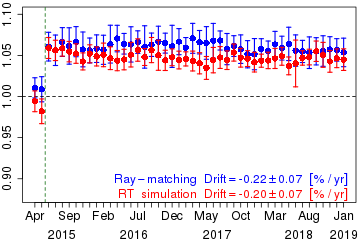 1.10
1.05
1.00
0.95
0.90
Ray−matching Drift=-0.22±0.07 [%/yr]
RT simulation Drift=-0.20±0.07 [%/yr]
Apr Sep Feb Jul Dec May Oct Mar Aug Jan
2015 2016 2017 2018 2019